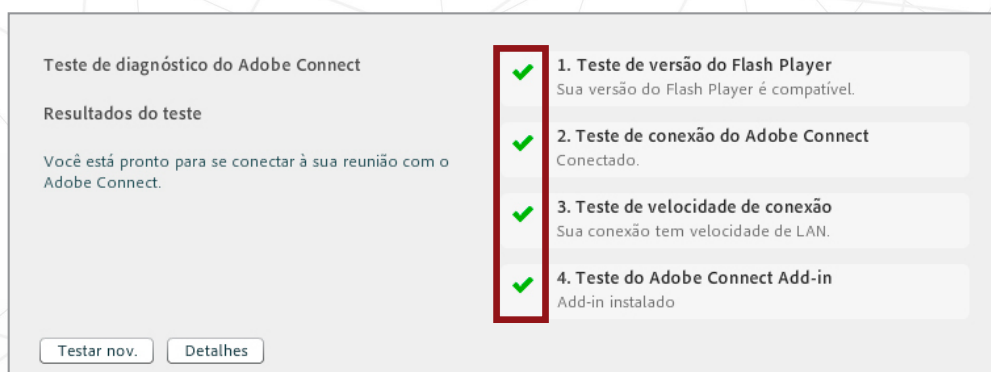 Teste de diagnóstico do Adobe Connect
Resultados do teste
Você está pronto para se conectar à sua reunião com o
Adobe Connect.
Testar nov.
Detalhes
1. Teste de versão do Flash Player
Sua versão do Flash Player é compatível.
2. Teste de conexão do Adobe Connect
Conectado.
3. Teste de velocidade de conexão
Sua conexão tem velocidade de LAN.
4. Teste do Adobe Connect Add-in
Add-in instalado